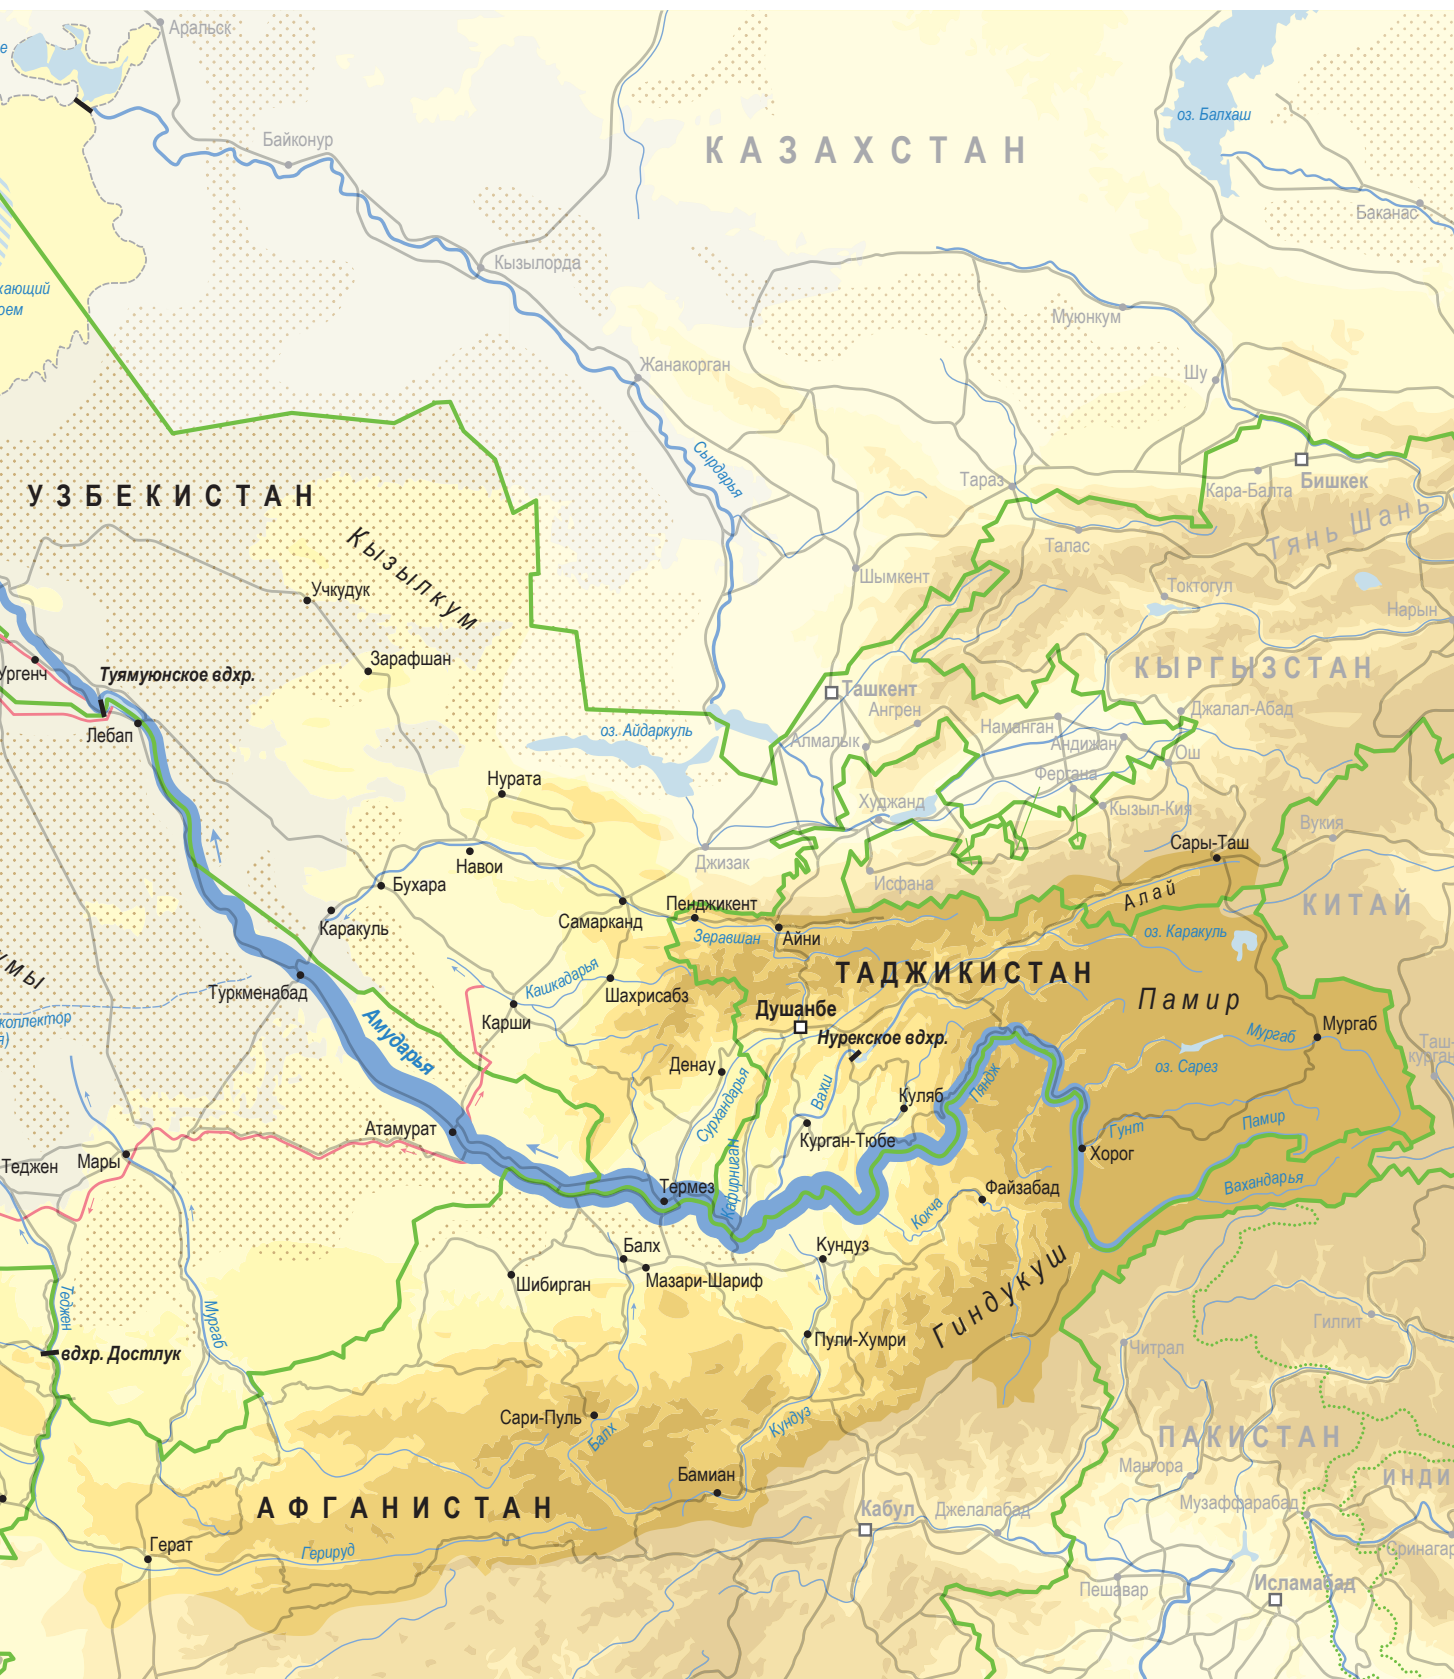 Аральск
Байконур
КАЗАХСТАН
оз. Балхаш
Баканас
Кызылорда
Муюнкум
Жанакорган
Шу
Сырдарья
Тараз
Бишкек
Кара-Балта
Тянь Шань
УЗБЕКИСТАН
Кызылкум
Талас
Шымкент
Токтогул
Нарын
Учкудук
Зарафшан
Ургенч
Туямуюнское вдхр.
КЫРГЫЗСТАН
Ташкент
Ангрен
Лебап
оз. Айдаркуль
Алмалык
Наманган
Джалал-Абад
Андижан
Ош
Фергана
Нурата
Худжанд
Кызыл-Кия
Вукия
Сары-Таш
Навои
Джизак
Исфана
Бухара
Алай
КИТАЙ
Каракуль
Самарканд
Пенджикент
Зеравшан
Айни
оз. Каракуль
ТАДЖИКИСТАН
Памир
Туркменабад
Кашкадарья
Шахрисабз
Карши
Душанбе
Нурекское вдхр.
Мургаб
Мургаб
коллектор
Амударья
Таш-
курган
оз. Сарез
Денау
Сурхандарья
Вахш
Куляб
Пяндж
Атамурат
Курган-Тюбе
Гунт
Памир
Хорог
Теджен
Мары
Кафирниган
Термез
Файзабад
Вахандарья
Кокча
Балх
Кундуз
Шибирган
Мазари-Шариф
Гиндукуш
Теджен
Мургаб
Гилгит
Пули-Хумри
Читрал
вдхр. Достлук
Сари-Пуль
Балх
Кундуз
ПАКИСТАН
Мангора
Бамиан
ИНДИ
АФГАНИСТАН
Кабул
Джелалабад
Музаффарабад
Герат
Герируд
Сринагар
Пешавар
Исламабад